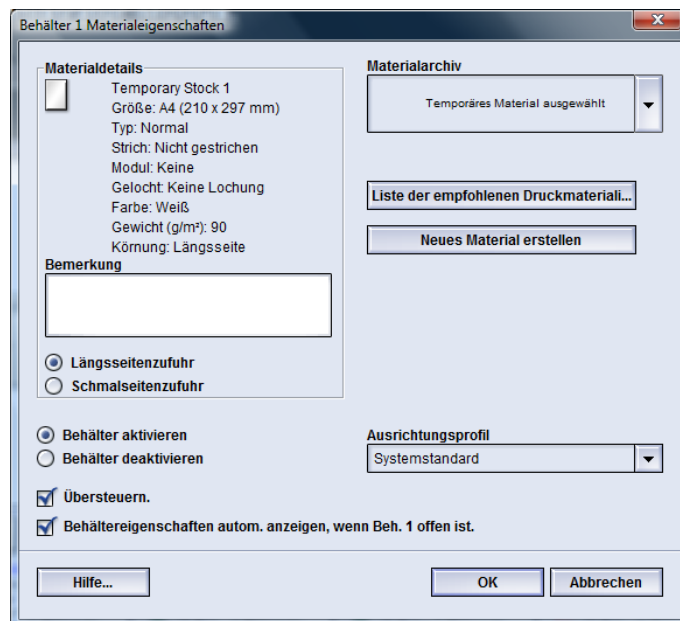 Behälter 1 Materialeigenschaften
Materialdetails
Temporary Stock 1
Größe: A4 (210 x 297 mm)
Typ: Normal
Strich: Nicht gestrichen
Modul: Keine
Gelocht: Keine Lochung
Farbe: Weiß
Gewicht (g/m²): 90
Körnung: Längsseite
Bemerkung
Längsseitenzufuhr
Schmalseitenzufuhr
Materialarchiv
Temporäres Material ausgewählt
Liste der empfohlenen Druckmateriali...
Neues Material erstellen
Behälter aktivieren
Behälter deaktivieren
Ausrichtungsprofil
Systemstandard
Übersteuern.
Behältereigenschaften autom. anzeigen, wenn Beh. 1 offen ist.
Hilfe...
OK
Abbrechen